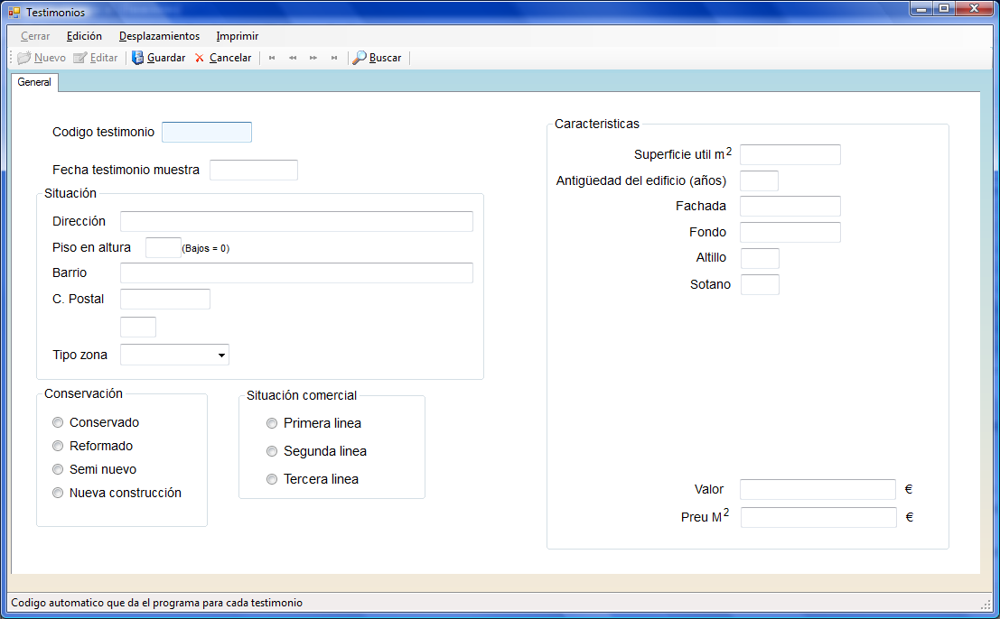 Testimonios
Cerrar Edición Desplazamientos Imprimir
Nuevo Editar Guardar Cancelar Buscar
General
Codigo testimonio
Fecha testimonio muestra
Situación
Dirección
Piso en altura (Bajos = 0)
Barrio
C. Postal
Tipo zona
Conservación
Conservado
Reformado
Semi nuevo
Nueva construcción
Situación comercial
Primera linea
Segunda linea
Tercera linea
Caracteristicas
Superficie util m2
Antigüedad del edificio (años)
Fachada
Fondo
Altillo
Sotano
Valor €
Preu M2 €
Codigo automatico que da el programa para cada testimonio